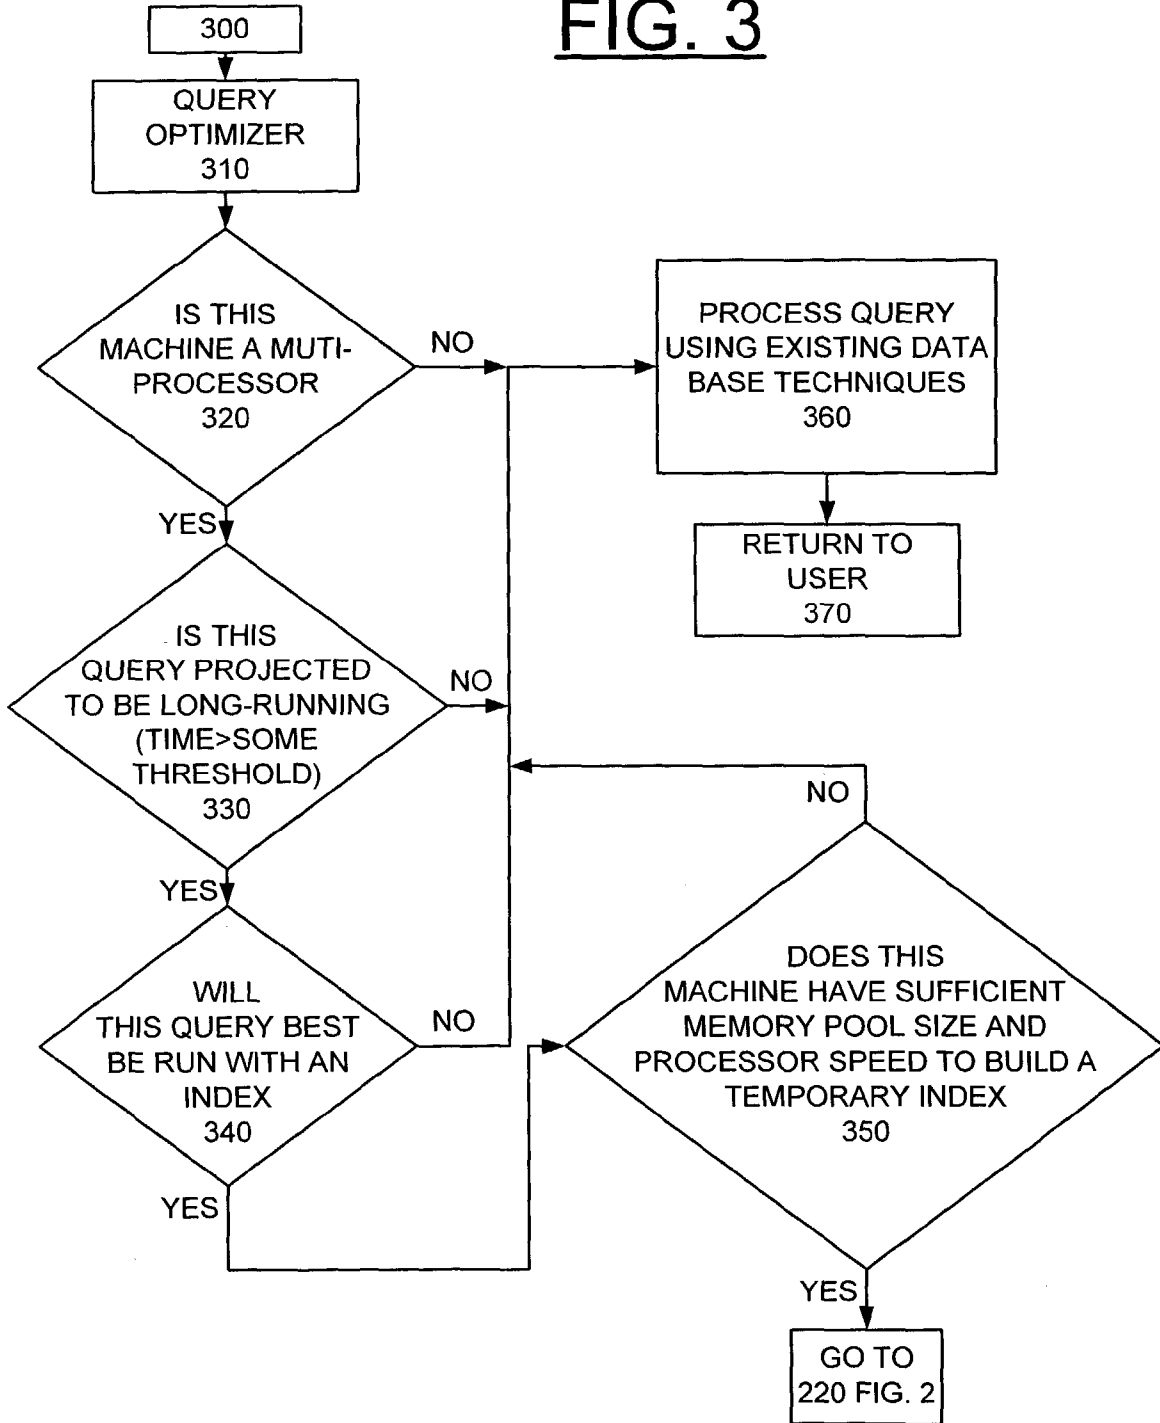 FIG. 3
300
QUERY
OPTIMIZER
310
IS THIS
MACHINE A MUTI-
PROCESSOR
320
NO
YES
PROCESS QUERY
USING EXISTING DATA
BASE TECHNIQUES
360
RETURN TO
USER
370
IS THIS
QUERY PROJECTED
TO BE LONG-RUNNING
(TIME>SOME
THRESHOLD)
330
NO
YES
WILL
THIS QUERY BEST
BE RUN WITH AN
INDEX
340
NO
YES
NO
DOES THIS
MACHINE HAVE SUFFICIENT
MEMORY POOL SIZE AND
PROCESSOR SPEED TO BUILD A
TEMPORARY INDEX
350
YES
GO TO
220 FIG. 2